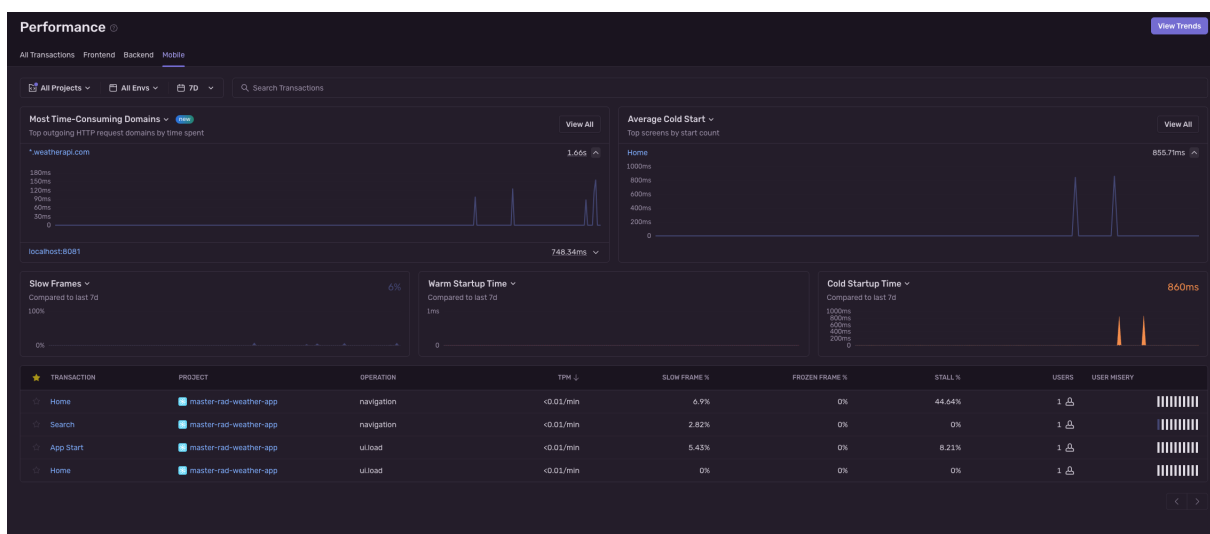 Performance
View Trends
All Transactions Frontend Backend Mobile
All Projects All Envs 7D Search Transactions
Most Time-Consuming Domains new
Top outgoing HTTP request domains by time spent
View All
*.weatherapi.com 1.66s
180ms
150ms
120ms
90ms
60ms
30ms
0
localhost:8081 748.34ms
Average Cold Start
Top screens by start count
View All
Home 855.71ms
1000ms
800ms
600ms
400ms
200ms
0
Slow Frames 6%
Compared to last 7d
100%
0%
Warm Startup Time
Compared to last 7d
1ms
0
Cold Startup Time 860ms
Compared to last 7d
1000ms
800ms
600ms
400ms
200ms
0
TRANSACTION PROJECT OPERATION TPM ↓ SLOW FRAME % FROZEN FRAME % STALL % USERS USER MISERY
Home master-rad-weather-app navigation <0.01/min 6.9% 0% 44.64% 1
Search master-rad-weather-app navigation <0.01/min 2.82% 0% 0% 1
App Start master-rad-weather-app ui.load <0.01/min 5.43% 0% 8.21% 1
Home master-rad-weather-app ui.load <0.01/min 0% 0% 0% 1